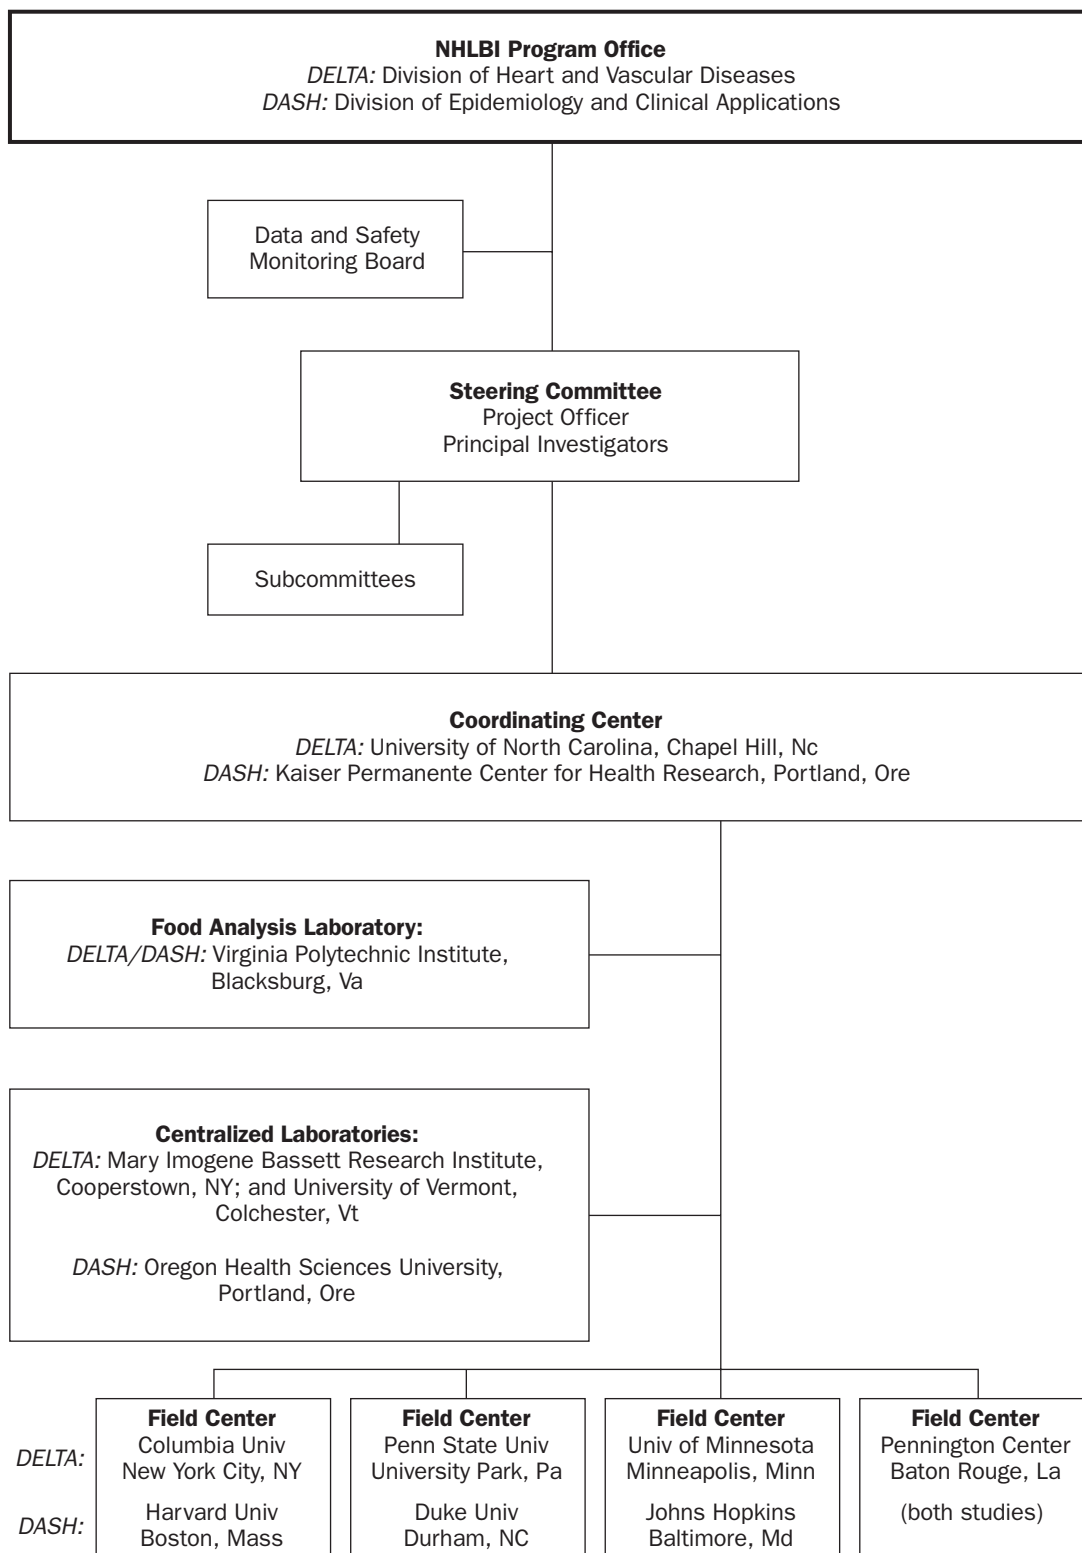 NHLBI Program Office
DELTA: Division of Heart and Vascular Diseases
DASH: Division of Epidemiology and Clinical Applications
Data and Safety
Monitoring Board
Steering Committee
Project Officer
Principal Investigators
Subcommittees
Coordinating Center
DELTA: University of North Carolina, Chapel Hill, Nc
DASH: Kaiser Permanente Center for Health Research, Portland, Ore
Food Analysis Laboratory:
DELTA/DASH: Virginia Polytechnic Institute,
Blacksburg, Va
Centralized Laboratories:
DELTA: Mary Imogene Bassett Research Institute,
Cooperstown, NY; and University of Vermont,
Colchester, Vt
DASH: Oregon Health Sciences University,
Portland, Ore
DELTA:
DASH:
Field Center
Columbia Univ
New York City, NY
Harvard Univ
Boston, Mass
Field Center
Penn State Univ
University Park, Pa
Duke Univ
Durham, NC
Field Center
Univ of Minnesota
Minneapolis, Minn
Johns Hopkins
Baltimore, Md
Field Center
Pennington Center
Baton Rouge, La
(both studies)